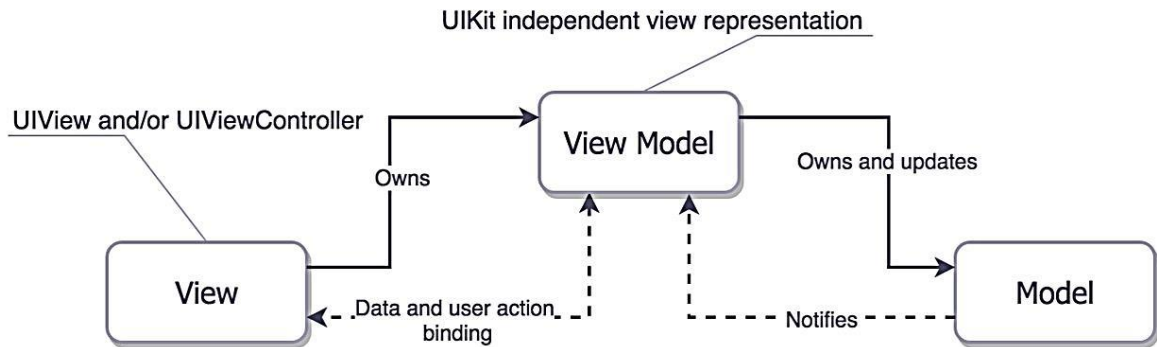 UIKit independent view representation
UIView and/or UIViewController
View Model
Owns
Owns and updates
View
Data and user action
binding
Notifies
Model